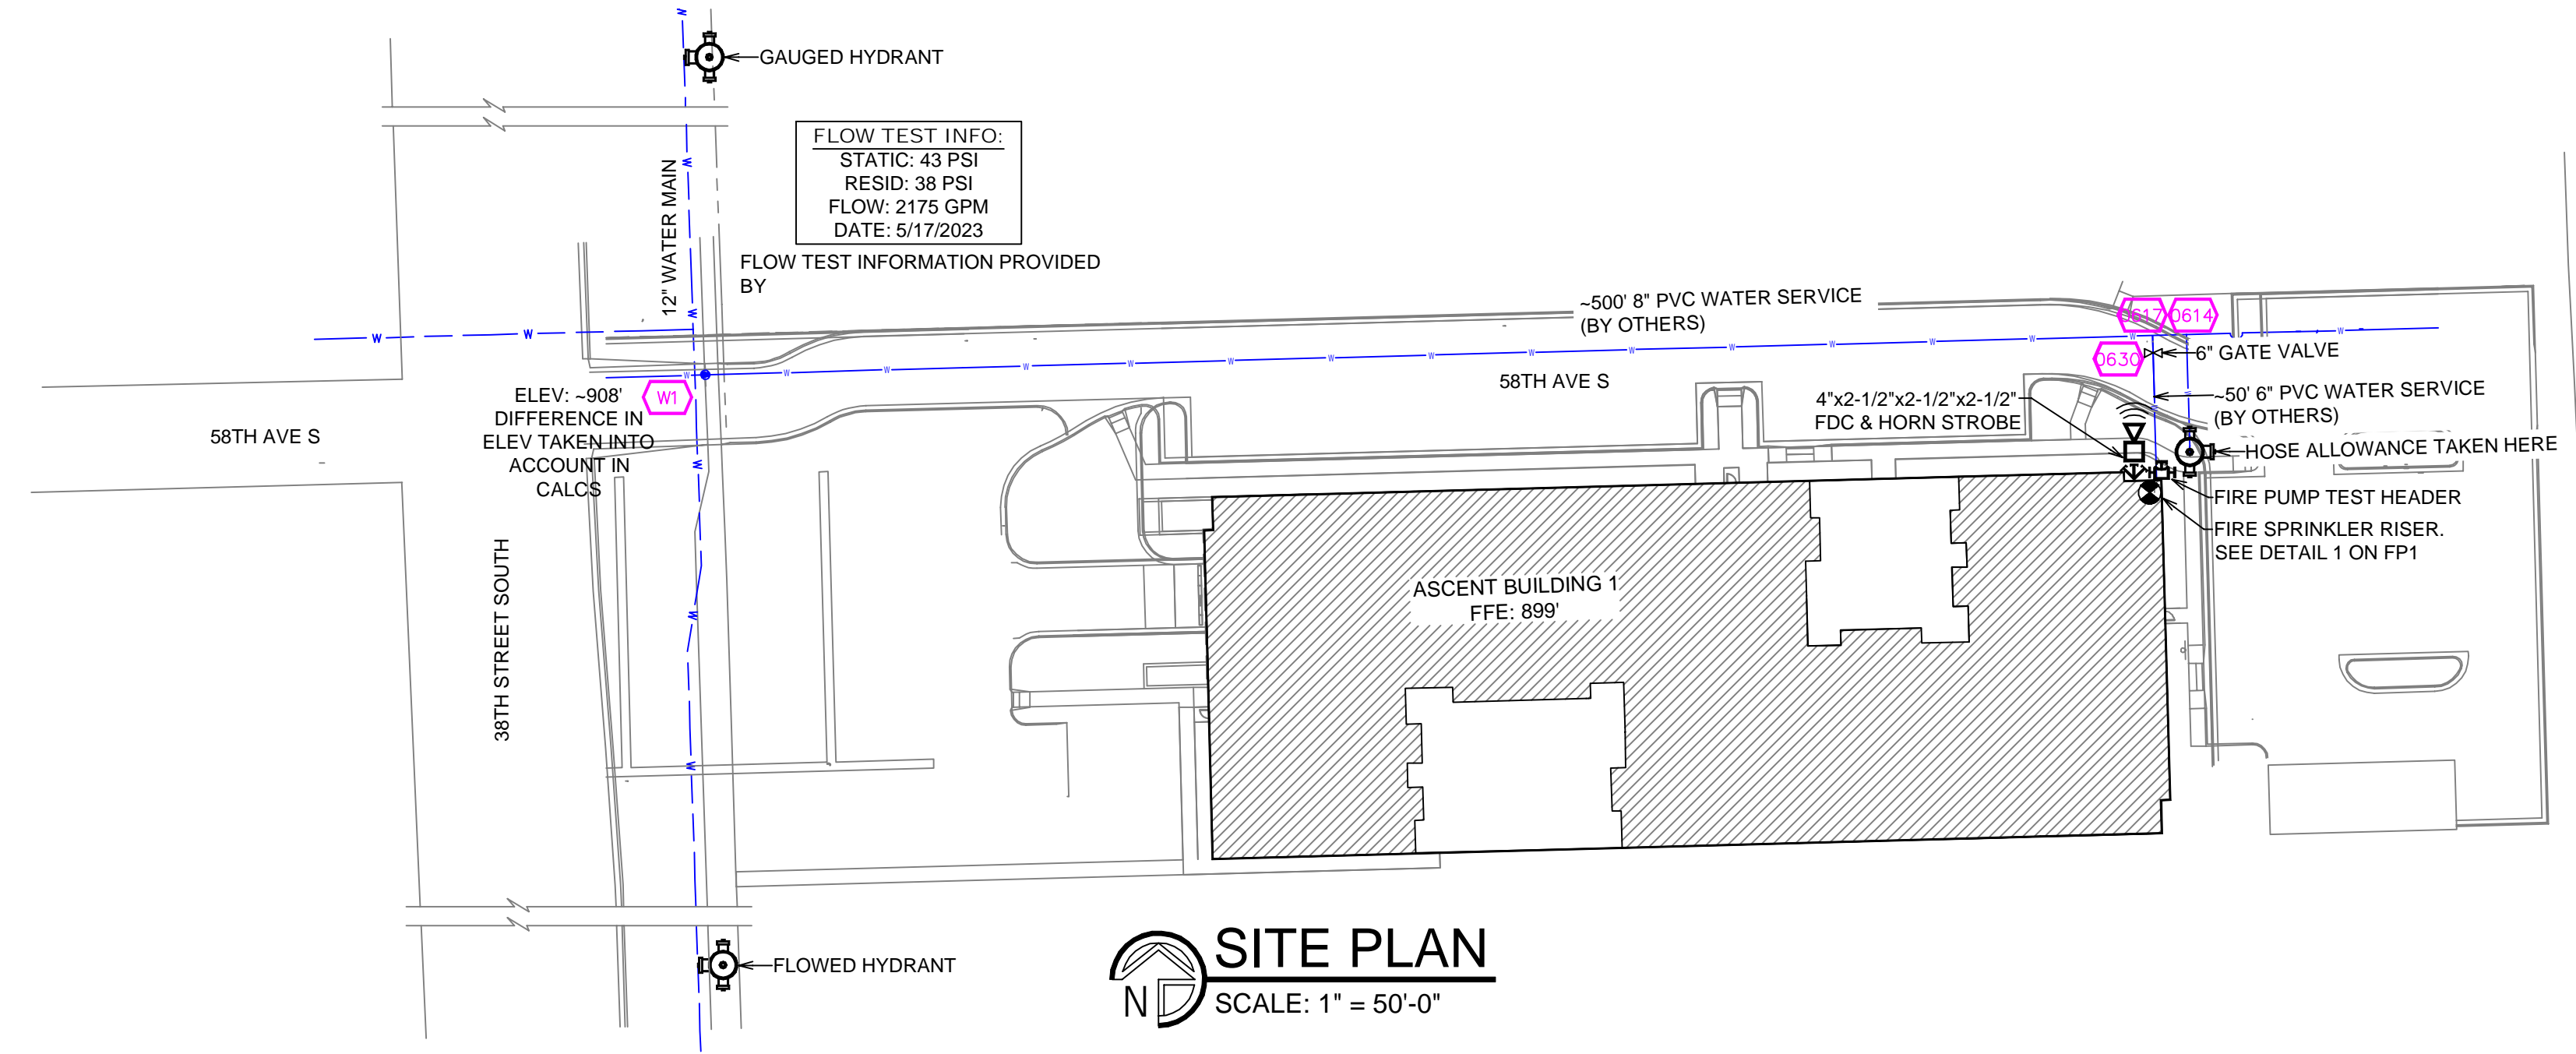 GAUGED HYDRANT
12" WATER MAIN
FLOW TEST INFO:
STATIC: 43 PSI
RESID: 38 PSI
FLOW: 2175 GPM
DATE: 5/17/2023
FLOW TEST INFORMATION PROVIDED
BY
~500' 8" PVC WATER SERVICE
(BY OTHERS)
0617
0614
0630
6" GATE VALVE
58TH AVE S
W1
ELEV: ~908'
DIFFERENCE IN
ELEV TAKEN INTO
ACCOUNT IN
CALCS
58TH AVE S
4"x2-1/2"x2-1/2"x2-1/2"
FDC & HORN STROBE
~50' 6" PVC WATER SERVICE
(BY OTHERS)
HOSE ALLOWANCE TAKEN HERE
FIRE PUMP TEST HEADER
FIRE SPRINKLER RISER.
SEE DETAIL 1 ON FP1
38TH STREET SOUTH
ASCENT BUILDING 1
FFE: 899'
FLOWED HYDRANT
N
SITE PLAN
SCALE: 1" = 50'-0"